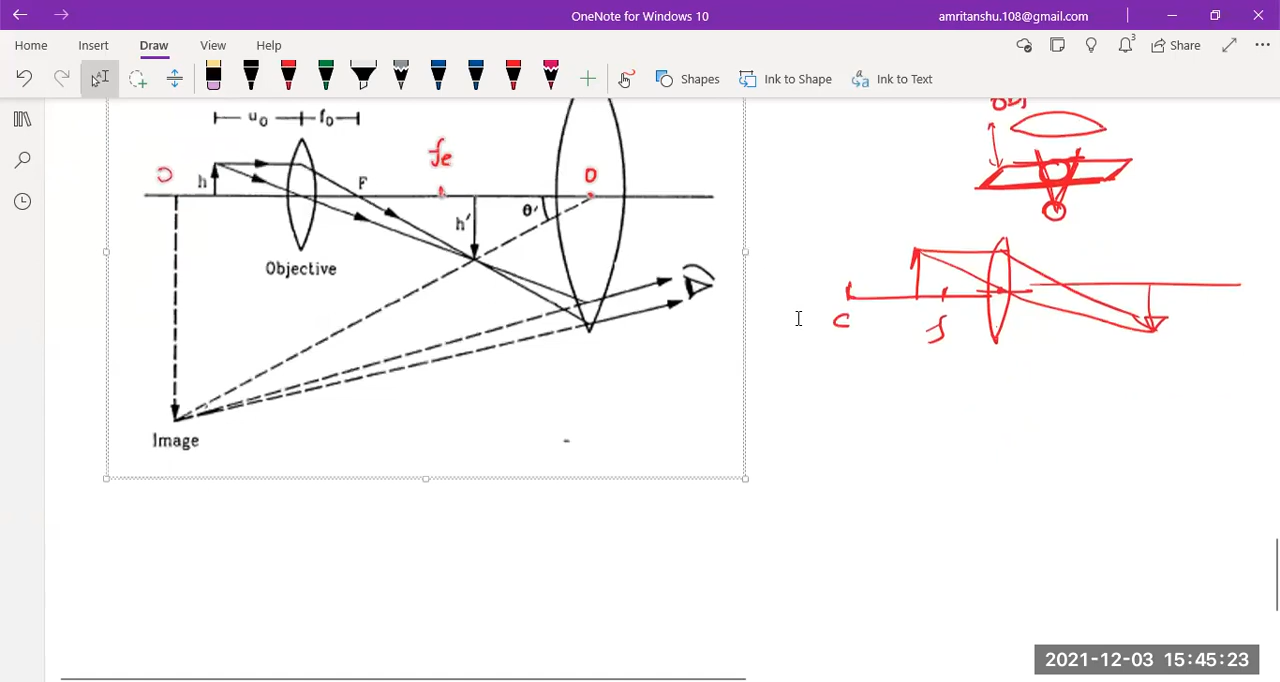 OneNote for Windows 10
amritanshu.108@gmail.com
Home Insert Draw View Help
3
Share
Shapes
Ink to Shape
Ink to Text
u₀ f₀
fe
h
F
h′
θ′
Objective
Image
C
f
2021-12-03 15:45:23